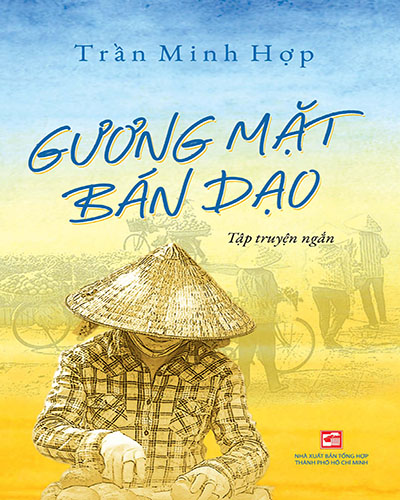 Trần Minh Hợp
GƯƠNG MẶT
BÁN DẠO
Tập truyện ngắn
NHÀ XUẤT BẢN TỔNG HỢP
THÀNH PHỐ HỒ CHÍ MINH